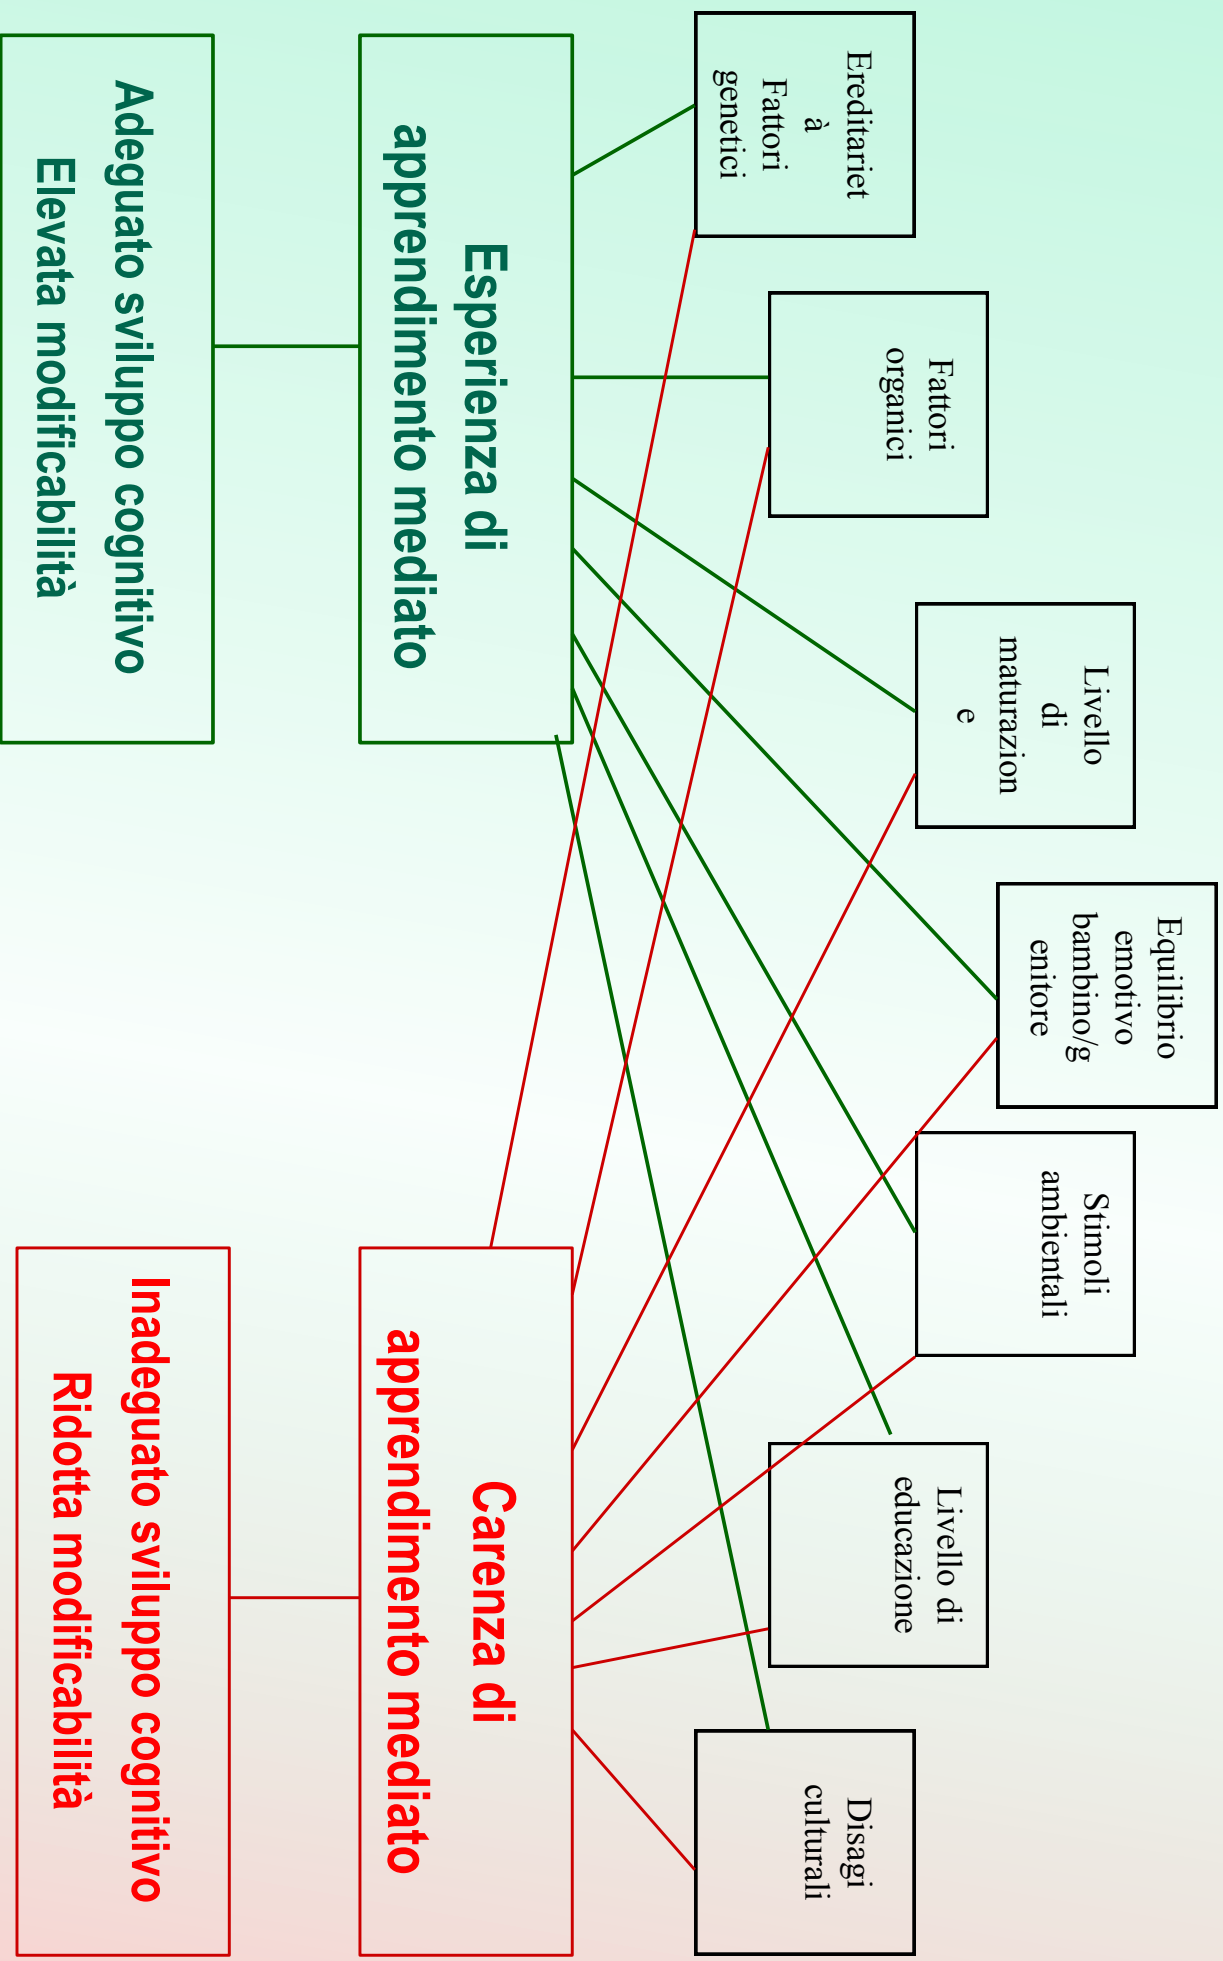 Ereditariet
à
Fattori
genetici
Fattori
organici
Livello
di
maturazion
e
Equilibrio
emotivo
bambino/g
enitore
Stimoli
ambientali
Livello di
educazione
Disagi
culturali
Esperienza di
apprendimento mediato
Carenza di
apprendimento mediato
Adeguato sviluppo cognitivo
Elevata modificabilità
Inadeguato sviluppo cognitivo
Ridotta modificabilità